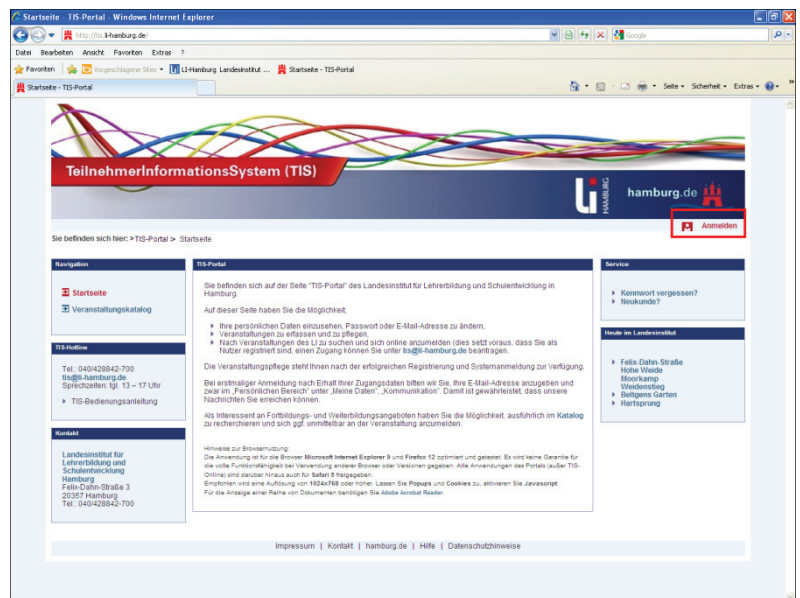 Startseite - TIS-Portal - Windows Internet Explorer
http://tis.li-hamburg.de/
Google
Datei Bearbeiten Ansicht Favoriten Extras ?
Favoriten Vorgeschlagene Sites LI-Hamburg Landesinstitut ... Startseite - TIS-Portal
Startseite - TIS-Portal
Seite Sicherheit Extras
TeilnehmerInformationsSystem (TIS)
Li HAMBURG
hamburg.de
Anmelden
Sie befinden sich hier: > TIS-Portal > Startseite
Navigation
Startseite
Veranstaltungskatalog
TIS-Hotline
Tel.: 040/428842-700
tis@li-hamburg.de
Sprechzeiten: tgl. 13 – 17 Uhr
TIS-Bedienungsanleitung
Kontakt
Landesinstitut für
Lehrerbildung und
Schulentwicklung
Hamburg
Felix-Dahn-Straße 3
20357 Hamburg
Tel.: 040/428842-700
TIS-Portal
Sie befinden sich auf der Seite "TIS-Portal" des Landesinstitut für Lehrerbildung und Schulentwicklung in
Hamburg.
Auf dieser Seite haben Sie die Möglichkeit,
Ihre persönlichen Daten einzusehen, Passwort oder E-Mail-Adresse zu ändern,
Veranstaltungen zu erfassen und zu pflegen,
Nach Veranstaltungen des LI zu suchen und sich online anzumelden (dies setzt voraus, dass Sie als
Nutzer registriert sind, einen Zugang können Sie unter tis@li-hamburg.de beantragen.
Die Veranstaltungspflege steht Ihnen nach der erfolgreichen Registrierung und Systemanmeldung zur Verfügung.
Bei erstmaliger Anmeldung nach Erhalt Ihrer Zugangsdaten bitten wir Sie, Ihre E-Mail-Adresse anzugeben und
zwar im „Persönlichen Bereich" unter „Meine Daten", „Kommunikation". Damit ist gewährleistet, dass unsere
Nachrichten Sie erreichen können.
Als Interessent an Fortbildungs- und Weiterbildungsangeboten haben Sie die Möglichkeit, ausführlich im Katalog
zu recherchieren und sich ggf. unmittelbar an der Veranstaltung anzumelden.
Hinweise zur Browsernutzung:
Die Anwendung ist für die Browser Microsoft Internet Explorer 9 und Firefox 12 optimiert und getestet. Es wird keine Garantie für
die volle Funktionsfähigkeit bei Verwendung anderer Browser oder Versionen gegeben. Alle Anwendungen des Portals (außer TIS-
Online) sind darüber hinaus auch für Safari 5 freigegeben.
Empfohlen wird eine Auflösung von 1024x768 oder höher. Lassen Sie Popups und Cookies zu, aktivieren Sie Javascript.
Für die Anzeige einer Reihe von Dokumenten benötigen Sie Adobe Acrobat Reader.
Service
Kennwort vergessen?
Neukunde?
Heute im Landesinstitut
Felix-Dahn-Straße
Hohe Weide
Moorkamp
Weidenstieg
Beltgens Garten
Hartsprung
Impressum | Kontakt | hamburg.de | Hilfe | Datenschutzhinweise